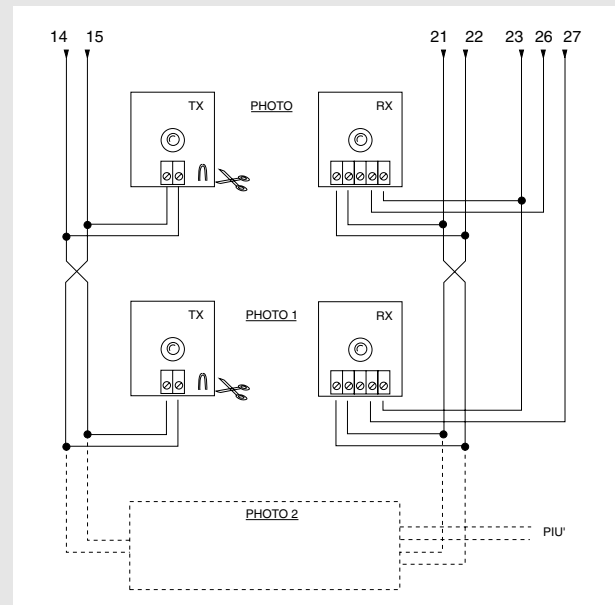 14 15 21 22 23 26 27
TX PHOTO RX
TX PHOTO 1 RX
PHOTO 2
PIU'